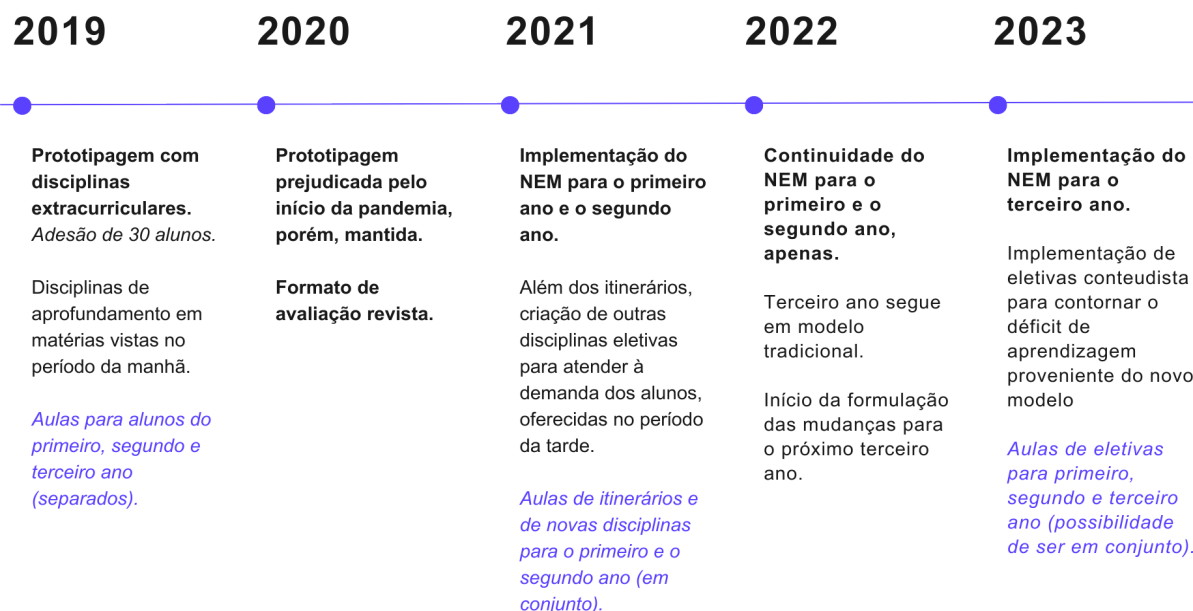 2019
2020
2021
2022
2023
Prototipagem com
disciplinas
extracurriculares.
Adesão de 30 alunos.
Disciplinas de
aprofundamento em
matérias vistas no
período da manhã.
Aulas para alunos do
primeiro, segundo e
terceiro ano
(separados).
Prototipagem
prejudicada pelo
início da pandemia,
porém, mantida.
Formato de
avaliação revista.
Implementação do
NEM para o primeiro
ano e o segundo
ano.
Além dos itinerários,
criação de outras
disciplinas eletivas
para atender à
demanda dos alunos,
oferecidas no período
da tarde.
Aulas de itinerários e
de novas disciplinas
para o primeiro e o
segundo ano (em
conjunto).
Continuidade do
NEM para o
primeiro e o
segundo ano,
apenas.
Terceiro ano segue
em modelo
tradicional.
Início da formulação
das mudanças para
o próximo terceiro
ano.
Implementação do
NEM para o
terceiro ano.
Implementação de
eletivas conteudista
para contornar o
déficit de
aprendizagem
proveniente do novo
modelo
Aulas de eletivas
para primeiro,
segundo e terceiro
ano (possibilidade
de ser em conjunto).